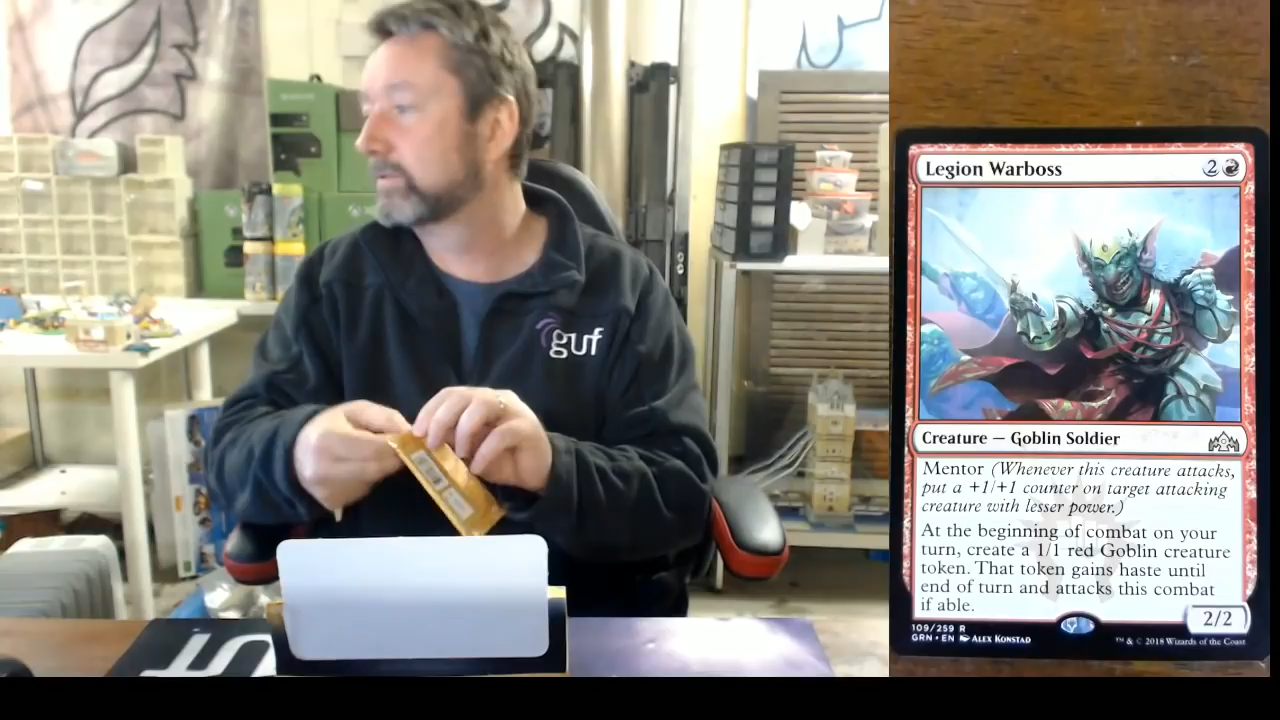 guf
Legion Warboss 2
Creature — Goblin Soldier
Mentor (Whenever this creature attacks,
put a +1/+1 counter on target attacking
creature with lesser power.)
At the beginning of combat on your
turn, create a 1/1 red Goblin creature
token. That token gains haste until
end of turn and attacks this combat
if able.
2/2
109/259 R
GRN • EN ALEX KONSTAD
™ & © 2018 Wizards of the Coast